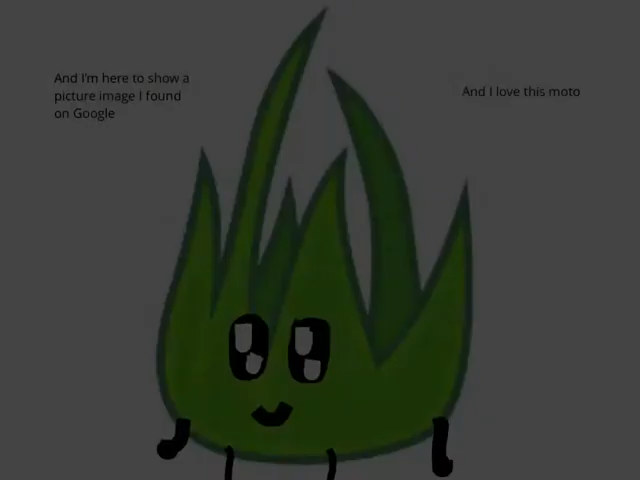 And I'm here to show a
picture image I found
on Google
And I love this moto